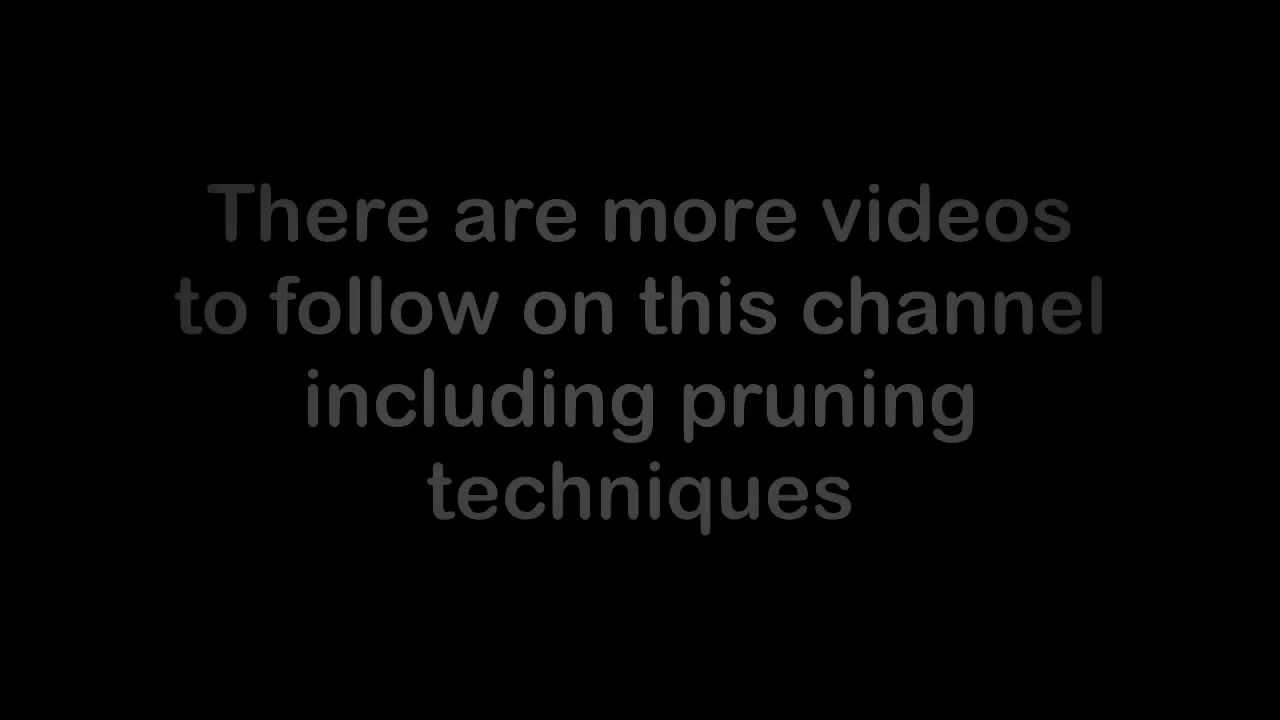 There are more videos
to follow on this channel
including pruning
techniques